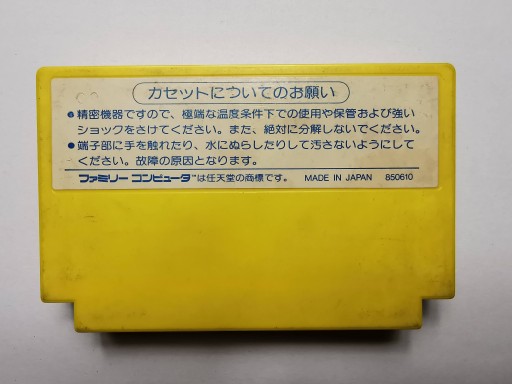 カセットについてのお願い
●精密機器ですので、極端な温度条件下での使用や保管および強い
ショックをさけてください。また、絶対に分解しないでください。
●端子部に手を触れたり、水にぬらしたりして汚さないようにして
ください。故障の原因となります。
ファミリー コンピュータ™は任天堂の商標です。 MADE IN JAPAN 850610